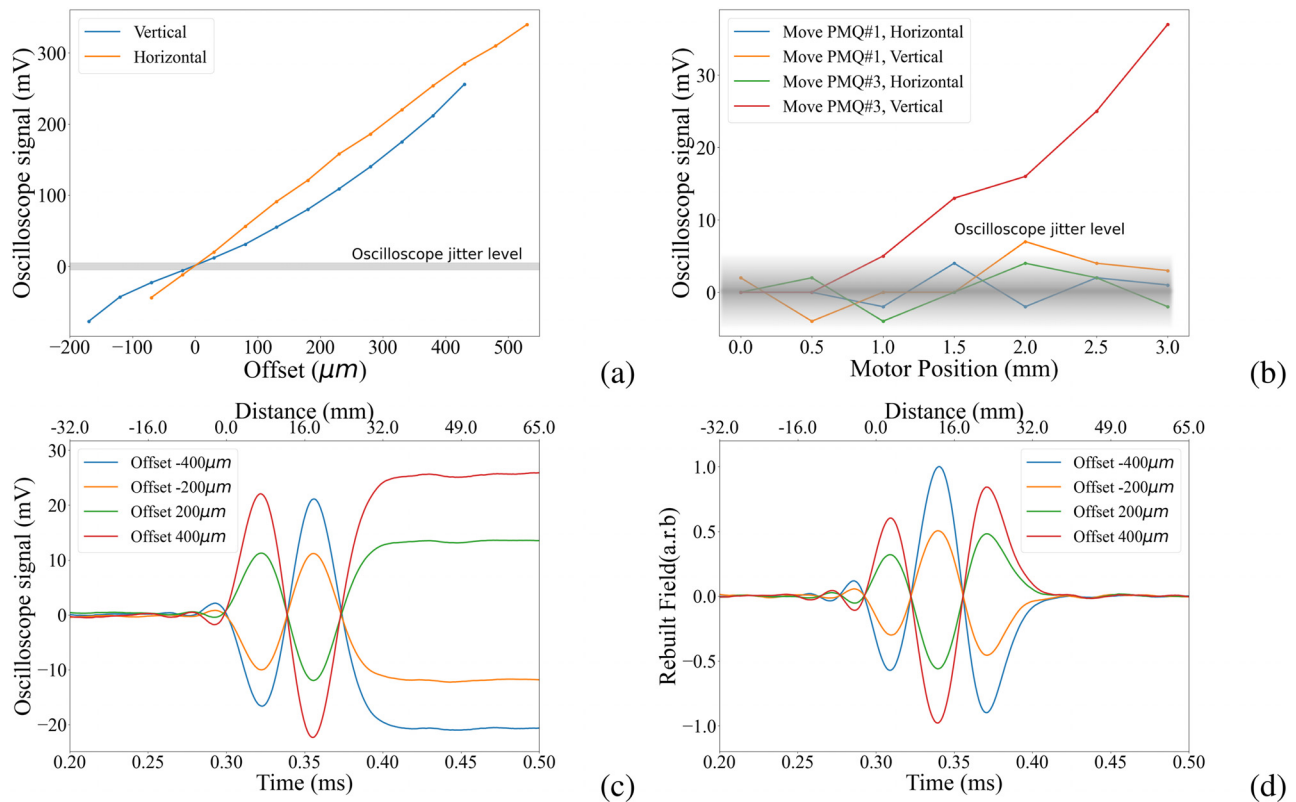 Vertical
Horizontal
Oscilloscope signal (mV)
300
200
100
0
Oscilloscope jitter level
−200 −100 0 100 200 300 400 500
Offset (μm)
(a)
Move PMQ#1, Horizontal
Move PMQ#1, Vertical
Move PMQ#3, Horizontal
Move PMQ#3, Vertical
Oscilloscope signal (mV)
30
20
10
0
Oscilloscope jitter level
0.0 0.5 1.0 1.5 2.0 2.5 3.0
Motor Position (mm)
(b)
Distance (mm)
-32.0 -16.0 0.0 16.0 32.0 49.0 65.0
Offset -400μm
Offset -200μm
Offset 200μm
Offset 400μm
Oscilloscope signal (mV)
30
20
10
0
−10
−20
0.20 0.25 0.30 0.35 0.40 0.45 0.50
Time (ms)
(c)
Distance (mm)
-32.0 -16.0 0.0 16.0 32.0 49.0 65.0
Offset -400μm
Offset -200μm
Offset 200μm
Offset 400μm
Rebuilt Field(a.r.b)
1.0
0.5
0.0
−0.5
−1.0
0.20 0.25 0.30 0.35 0.40 0.45 0.50
Time (ms)
(d)